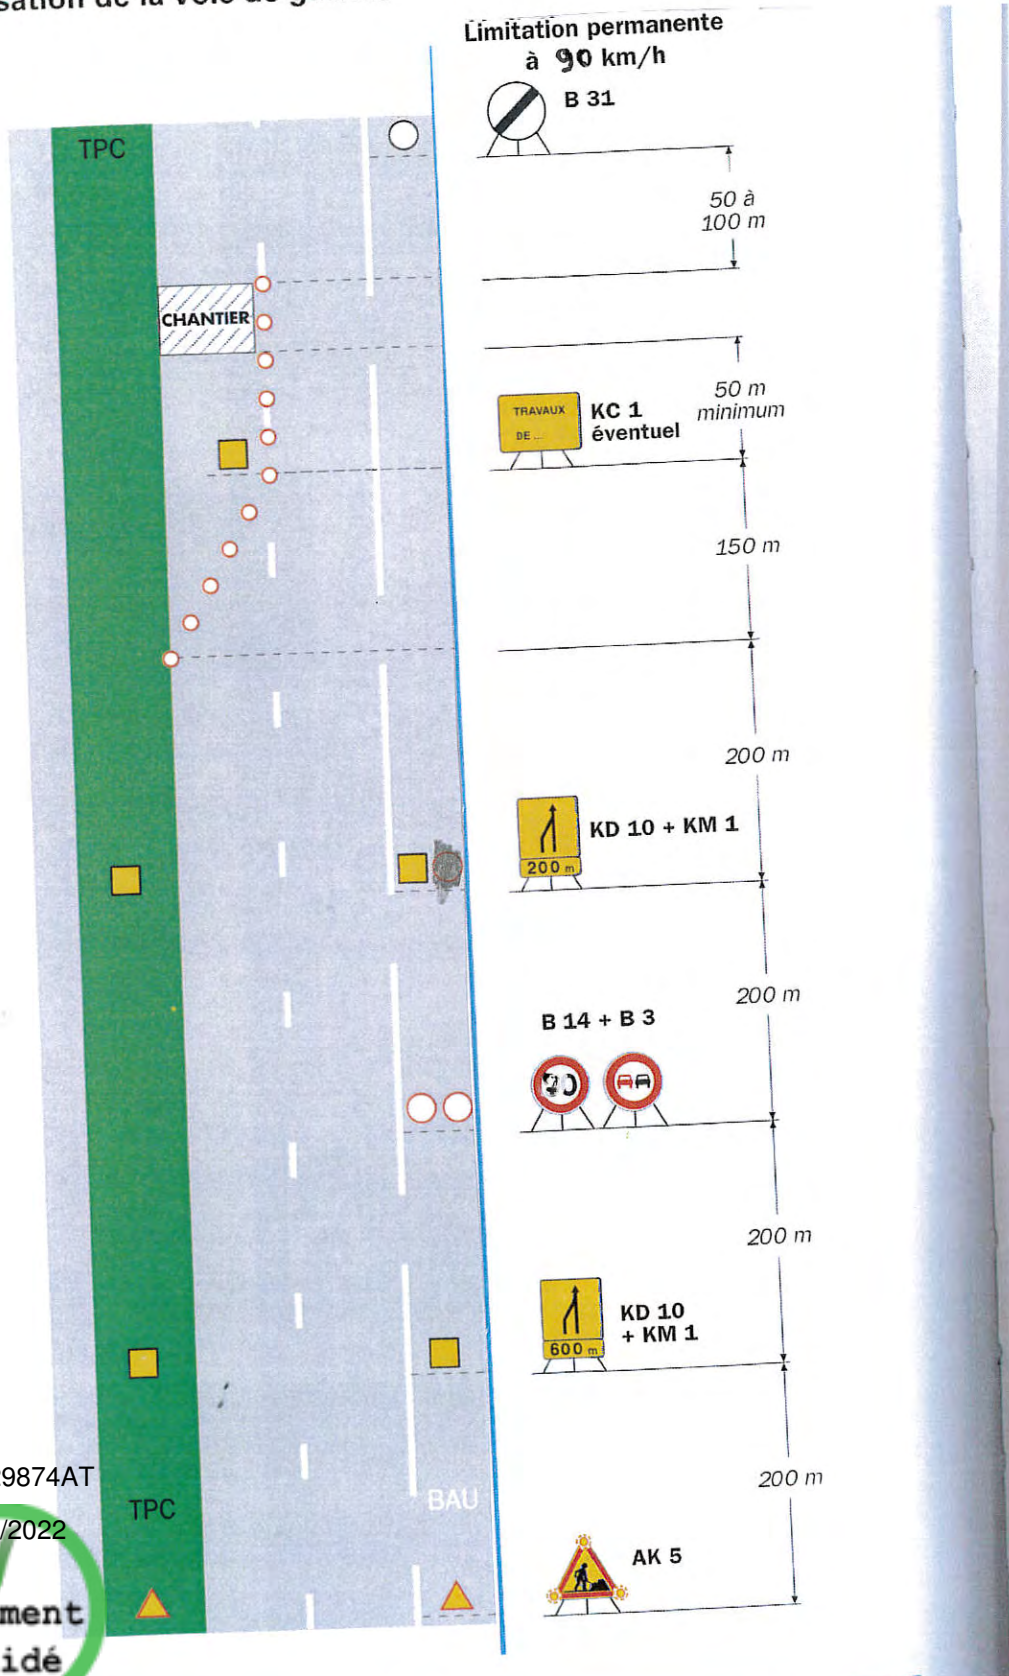 Limitation permanente
à 90 km/h
B 31
TPC
50 à
100 m
CHANTIER
TRAVAUX
DE ...
KC 1
éventuel
50 m
minimum
150 m
200 m
KD 10 + KM 1
200 m
200 m
B 14 + B 3
200 m
KD 10
+ KM 1
600 m
200 m
9874AT
TPC
BAU
/2022
AK 5
ment
idé